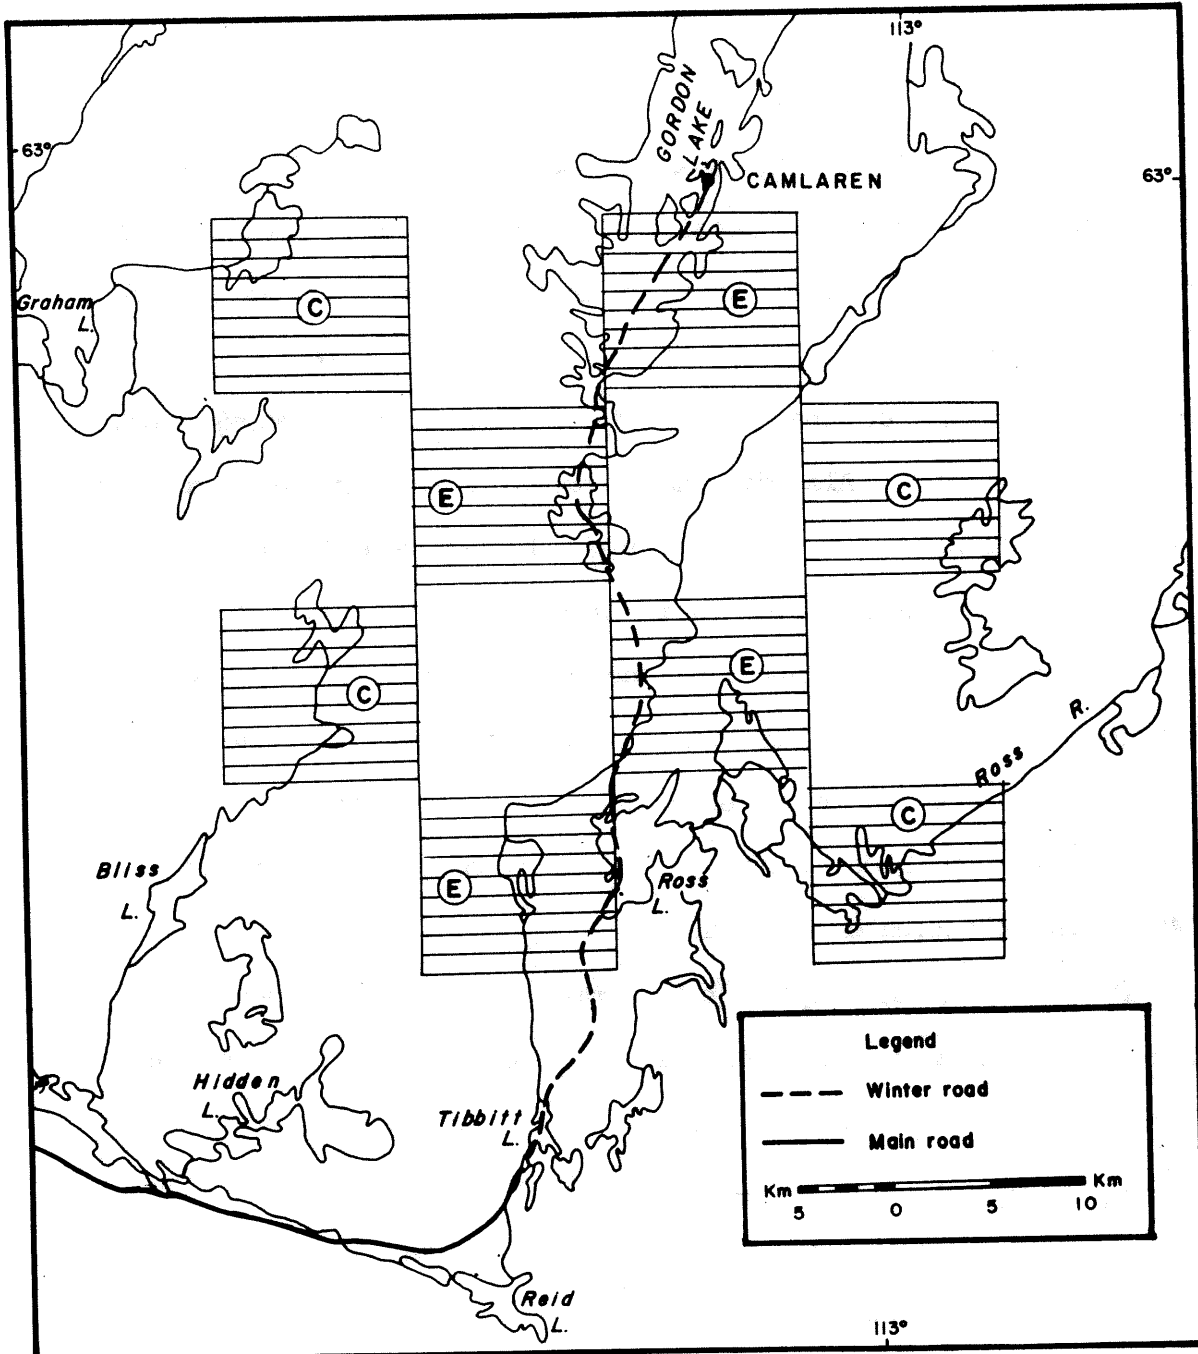 113°
63°
GORDON
LAKE
CAMLAREN
63°
Graham
L.
C
E
E
C
C
E
R.
Ross
C
Bliss
L.
E
Ross
L.
Legend
Winter road
Main road
Km
Km
5 0 5 10
Hidden
L.
Tibbitt
L.
Reid
L.
113°